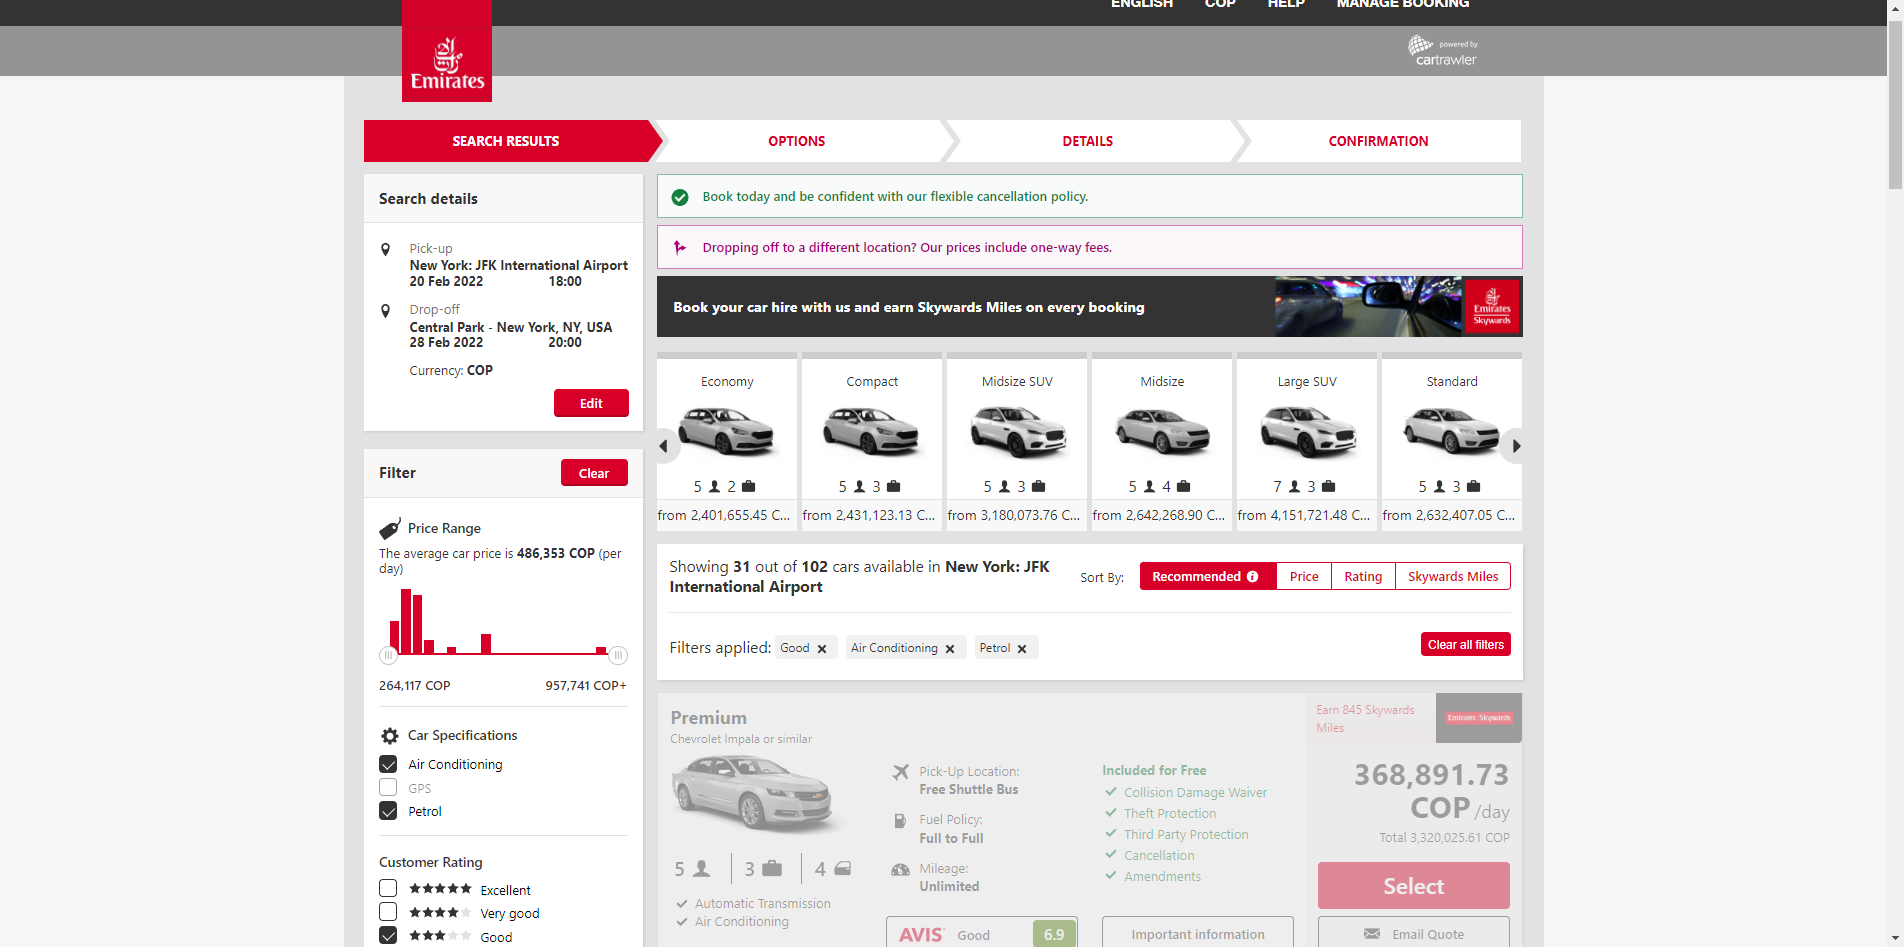 ENGLISH COP HELP MANAGE BOOKING
Emirates
powered by
cartrawler
SEARCH RESULTS
OPTIONS
DETAILS
CONFIRMATION
Search details
Pick-up
New York: JFK International Airport
20 Feb 2022 18:00
Drop-off
Central Park - New York, NY, USA
28 Feb 2022 20:00
Currency: COP
Edit
Filter
Clear
Price Range
The average car price is 486,353 COP (per
day)
264,117 COP 957,741 COP+
Car Specifications
Air Conditioning
GPS
Petrol
Customer Rating
Excellent
Very good
Good
Book today and be confident with our flexible cancellation policy.
Dropping off to a different location? Our prices include one-way fees.
Book your car hire with us and earn Skywards Miles on every booking
Emirates
Skywards
Economy
5 2
from 2,401,655.45 C...
Compact
5 3
from 2,431,123.13 C...
Midsize SUV
5 3
from 3,180,073.76 C...
Midsize
5 4
from 2,642,268.90 C...
Large SUV
7 3
from 4,151,721.48 C...
Standard
5 3
from 2,632,407.05 C...
Showing 31 out of 102 cars available in New York: JFK
International Airport
Sort By: Recommended Price Rating Skywards Miles
Filters applied: Good Air Conditioning Petrol
Clear all filters
Premium
Chevrolet Impala or similar
5 3 4
Automatic Transmission
Air Conditioning
Pick-Up Location:
Free Shuttle Bus
Fuel Policy:
Full to Full
Mileage:
Unlimited
AVIS Good 6.9
Included for Free
Collision Damage Waiver
Theft Protection
Third Party Protection
Cancellation
Amendments
Important information
Earn 845 Skywards
Miles
Emirates Skywards
368,891.73
COP /day
Total 3,320,025.61 COP
Select
Email Quote